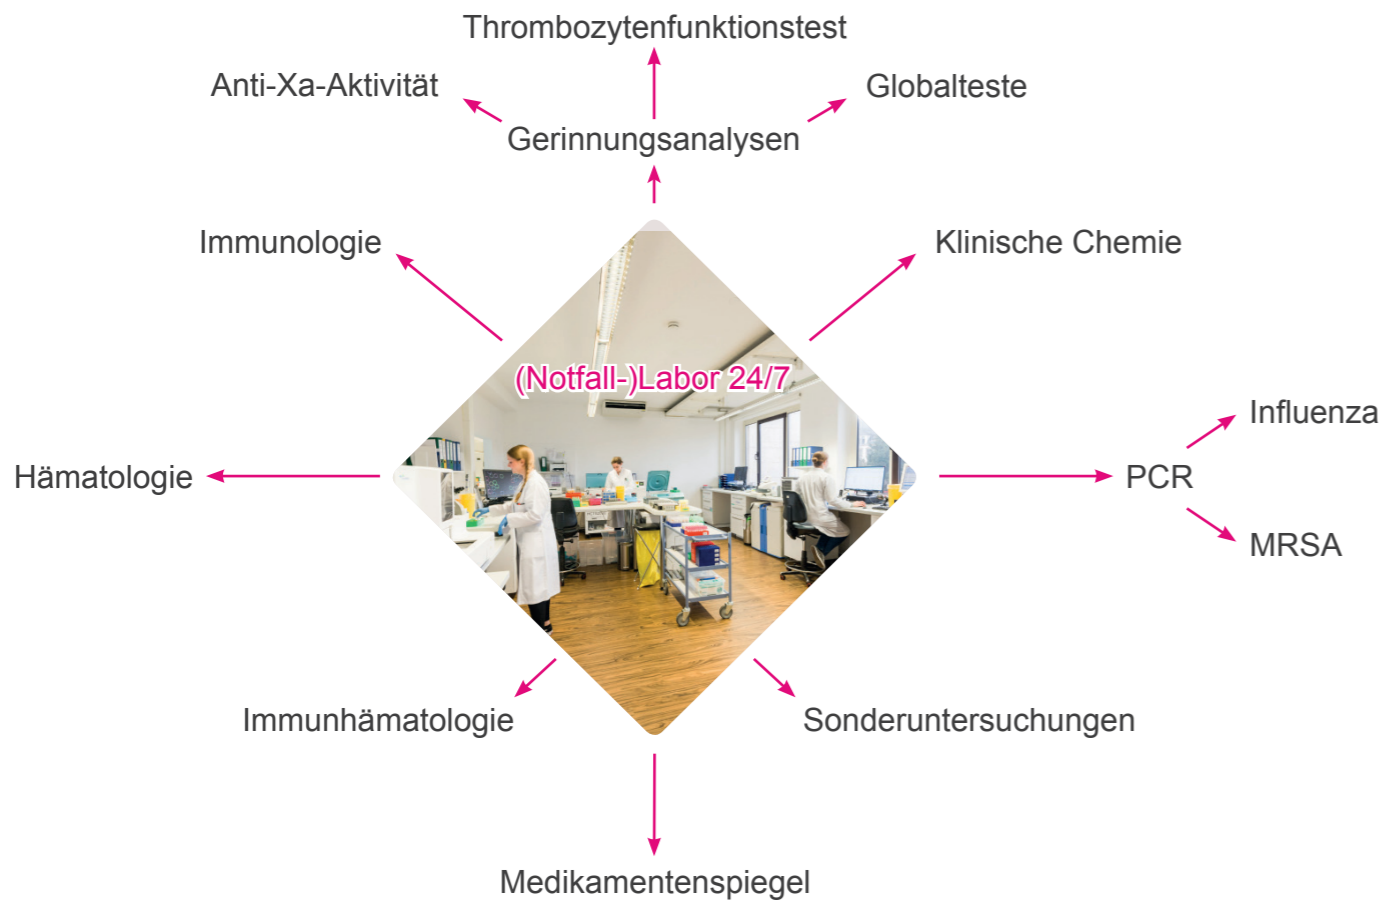 Thrombozytenfunktionstest
Anti-Xa-Aktivität
Globalteste
Gerinnungsanalysen
Immunologie
Klinische Chemie
(Notfall-)Labor 24/7
Influenza
Hämatologie
PCR
MRSA
Immunhämatologie
Sonderuntersuchungen
Medikamentenspiegel